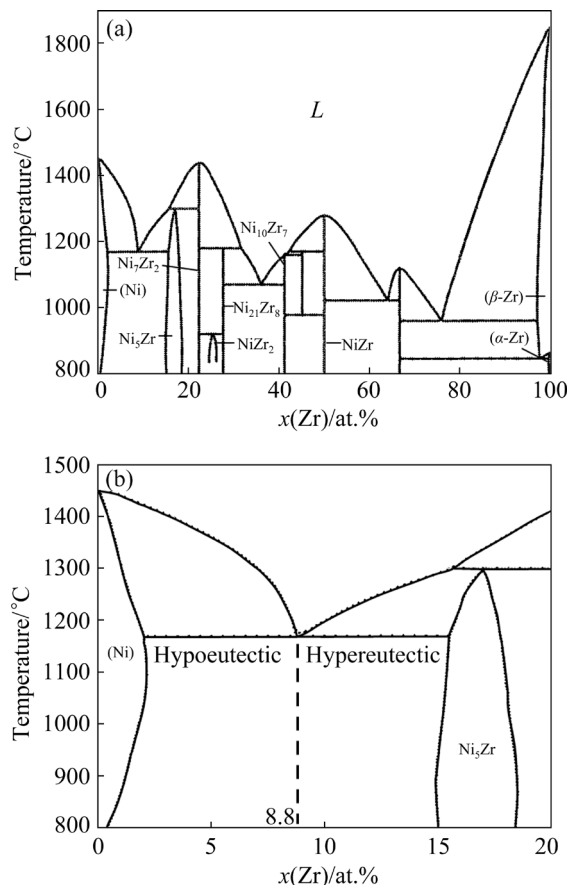 (a)
1800
1600
1400
1200
1000
800
Temperature/°C
L
Ni10Zr7
Ni7Zr2
(Ni)
Ni21Zr8
Ni5Zr
NiZr2
NiZr
(β-Zr)
(α-Zr)
0 20 40 60 80 100
x(Zr)/at.%
(b)
1500
1400
1300
1200
1100
1000
900
800
Temperature/°C
(Ni)
Hypoeutectic Hypereutectic
Ni5Zr
8.8
0 5 10 15 20
x(Zr)/at.%